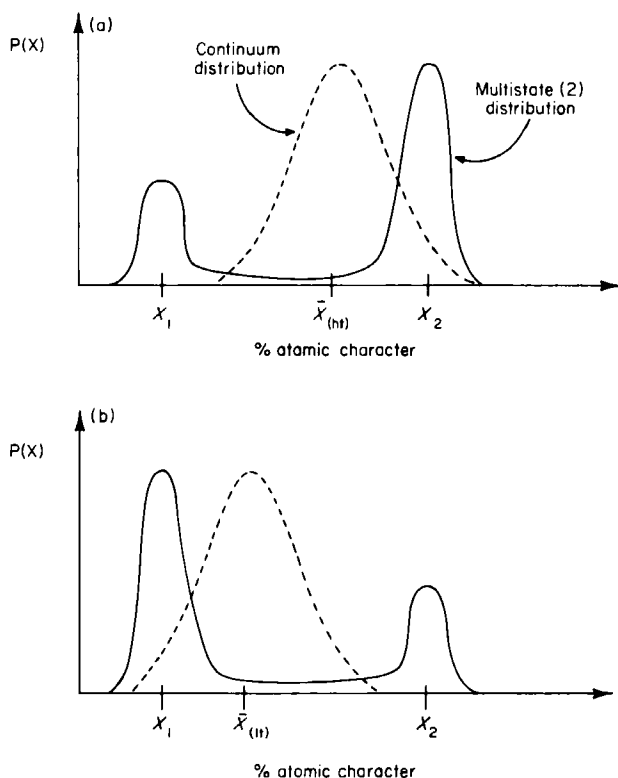 (a)
P(X)
Continuum
distribution
Multistate (2)
distribution
X₁
X̄(ht)
X₂
% atomic character
(b)
P(X)
X₁
X̄(lt)
X₂
% atomic character